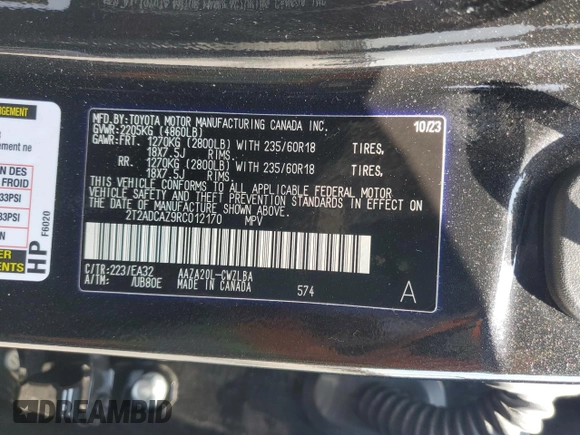 MFD.BY:TOYOTA MOTOR MANUFACTURING CANADA INC. 10/23
GVWR:2205KG (4860LB)
GAWR:FRT. 1270KG (2800LB) WITH 235/60R18 TIRES,
18X7.5J RIMS.
RR. 1270KG (2800LB) WITH 235/60R18 TIRES,
18X7.5J RIMS.
THIS VEHICLE CONFORMS TO ALL APPLICABLE FEDERAL MOTOR
VEHICLE SAFETY AND THEFT PREVENTION STANDARDS IN EFFECT ON
THE DATE OF MANUFACTURE SHOWN ABOVE.
2T2ADCAZ9RC012170 MPV
C/TR:223/EA32 AAZA20L-CWZLBA
A/TM: /UB80E MADE IN CANADA 574 A
DES
FROID
33PSI
33PSI
HP F6020
DREAMBID